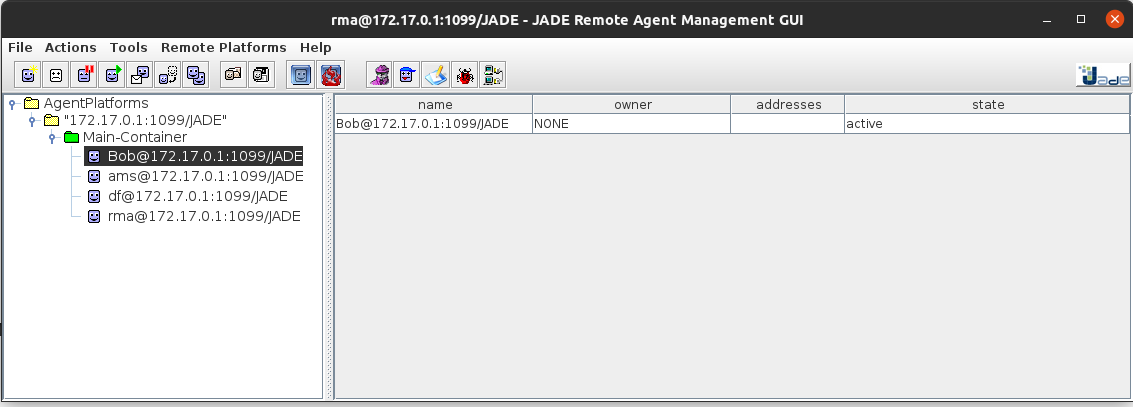 rma@172.17.0.1:1099/JADE - JADE Remote Agent Management GUI
File Actions Tools Remote Platforms Help
Jade
AgentPlatforms
"172.17.0.1:1099/JADE"
Main-Container
Bob@172.17.0.1:1099/JADE
ams@172.17.0.1:1099/JADE
df@172.17.0.1:1099/JADE
rma@172.17.0.1:1099/JADE
name owner addresses state
Bob@172.17.0.1:1099/JADE NONE active